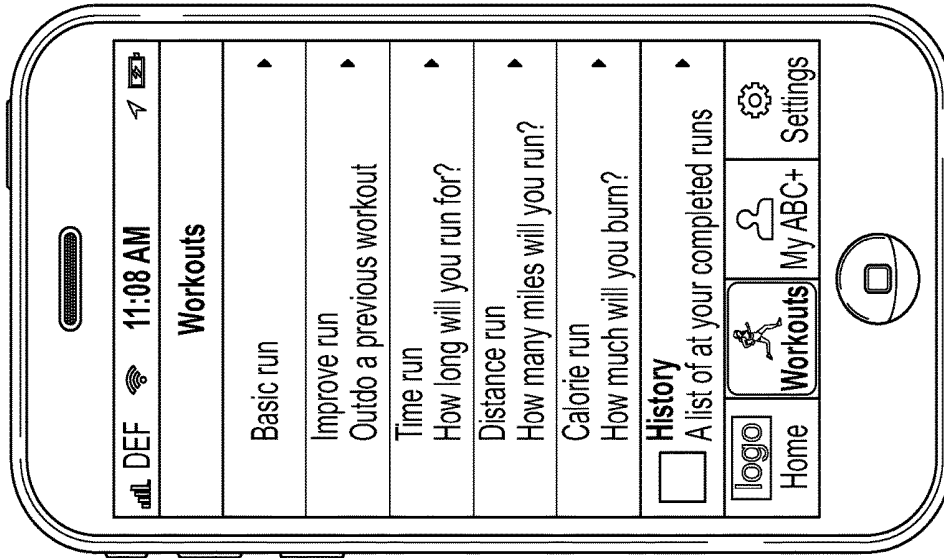 DEF 11:08 AM
Workouts
Basic run
Improve run
Outdo a previous workout
Time run
How long will you run for?
Distance run
How many miles will you run?
Calorie run
How much will you burn?
History
A list of at your completed runs
logo
Home
Workouts
My ABC+
Settings